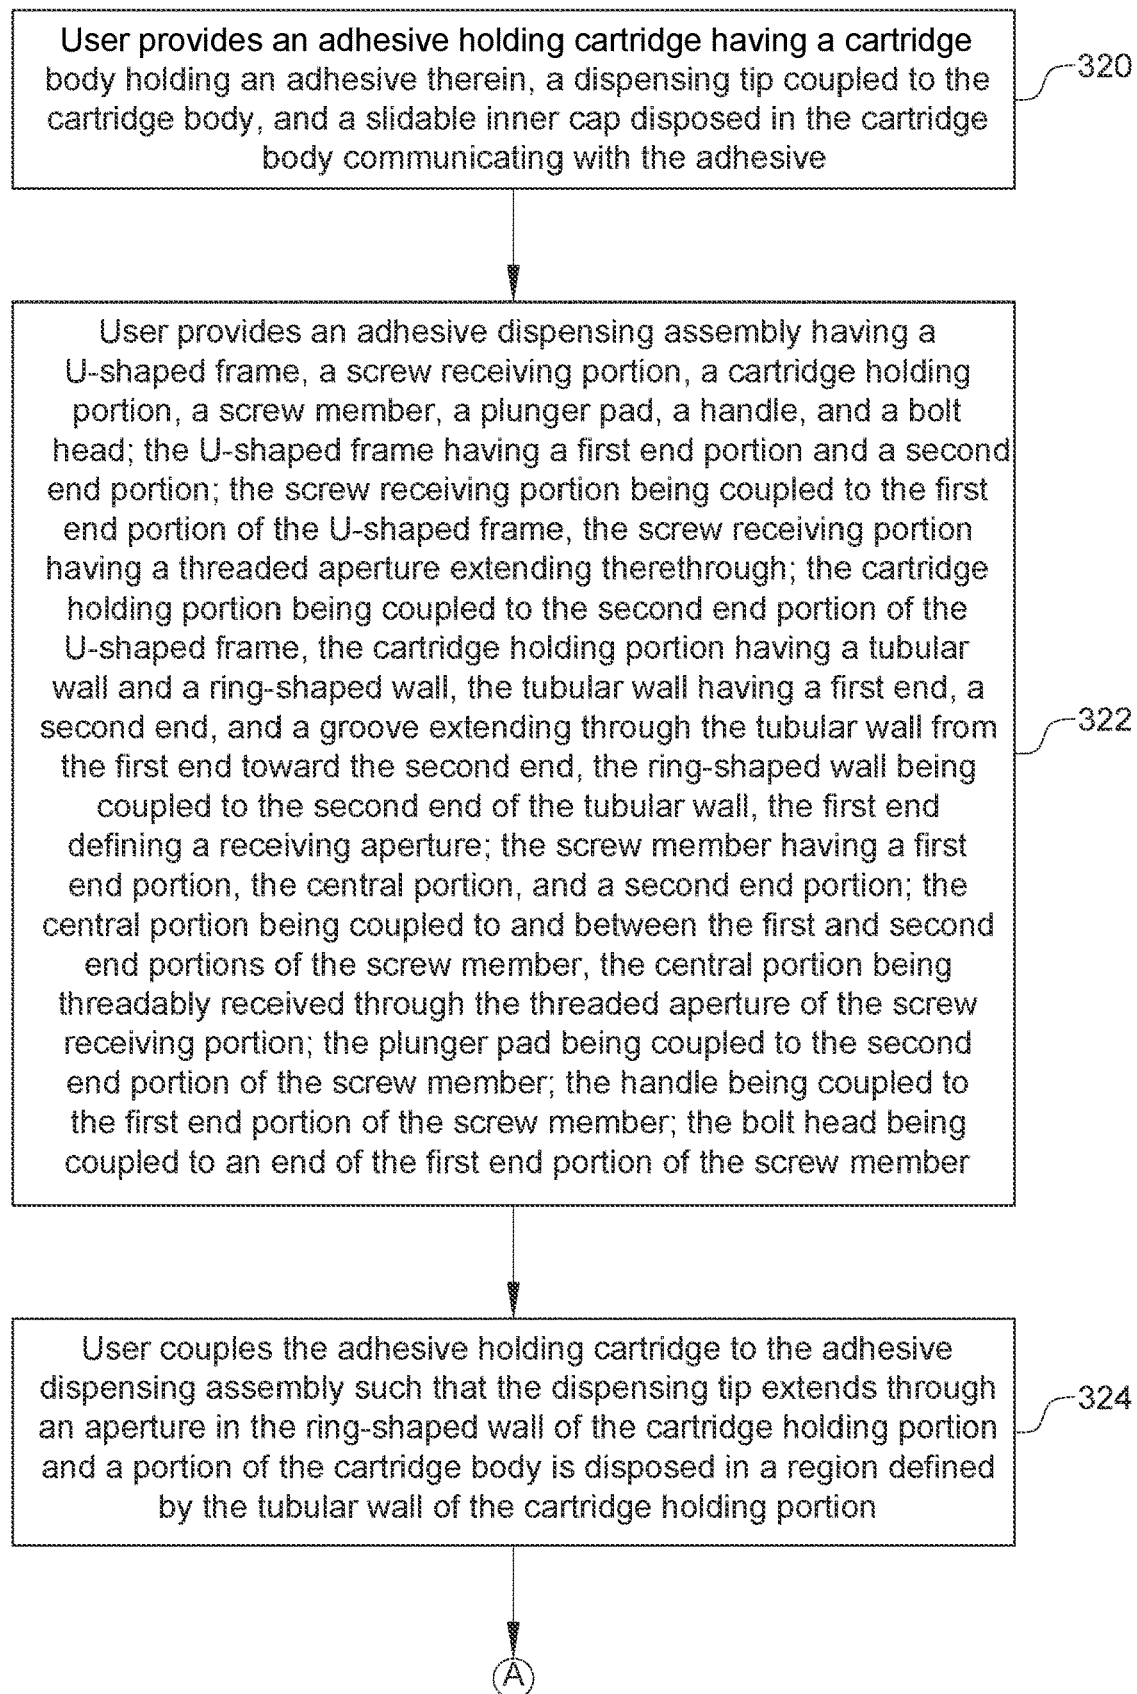 User provides an adhesive holding cartridge having a cartridge
body holding an adhesive therein, a dispensing tip coupled to the
cartridge body, and a slidable inner cap disposed in the cartridge
body communicating with the adhesive
320
User provides an adhesive dispensing assembly having a
U-shaped frame, a screw receiving portion, a cartridge holding
portion, a screw member, a plunger pad, a handle, and a bolt
head; the U-shaped frame having a first end portion and a second
end portion; the screw receiving portion being coupled to the first
end portion of the U-shaped frame, the screw receiving portion
having a threaded aperture extending therethrough; the cartridge
holding portion being coupled to the second end portion of the
U-shaped frame, the cartridge holding portion having a tubular
wall and a ring-shaped wall, the tubular wall having a first end, a
second end, and a groove extending through the tubular wall from
the first end toward the second end, the ring-shaped wall being
coupled to the second end of the tubular wall, the first end
defining a receiving aperture; the screw member having a first
end portion, the central portion, and a second end portion; the
central portion being coupled to and between the first and second
end portions of the screw member, the central portion being
threadably received through the threaded aperture of the screw
receiving portion; the plunger pad being coupled to the second
end portion of the screw member; the handle being coupled to
the first end portion of the screw member; the bolt head being
coupled to an end of the first end portion of the screw member
322
User couples the adhesive holding cartridge to the adhesive
dispensing assembly such that the dispensing tip extends through
an aperture in the ring-shaped wall of the cartridge holding portion
and a portion of the cartridge body is disposed in a region defined
by the tubular wall of the cartridge holding portion
324
A